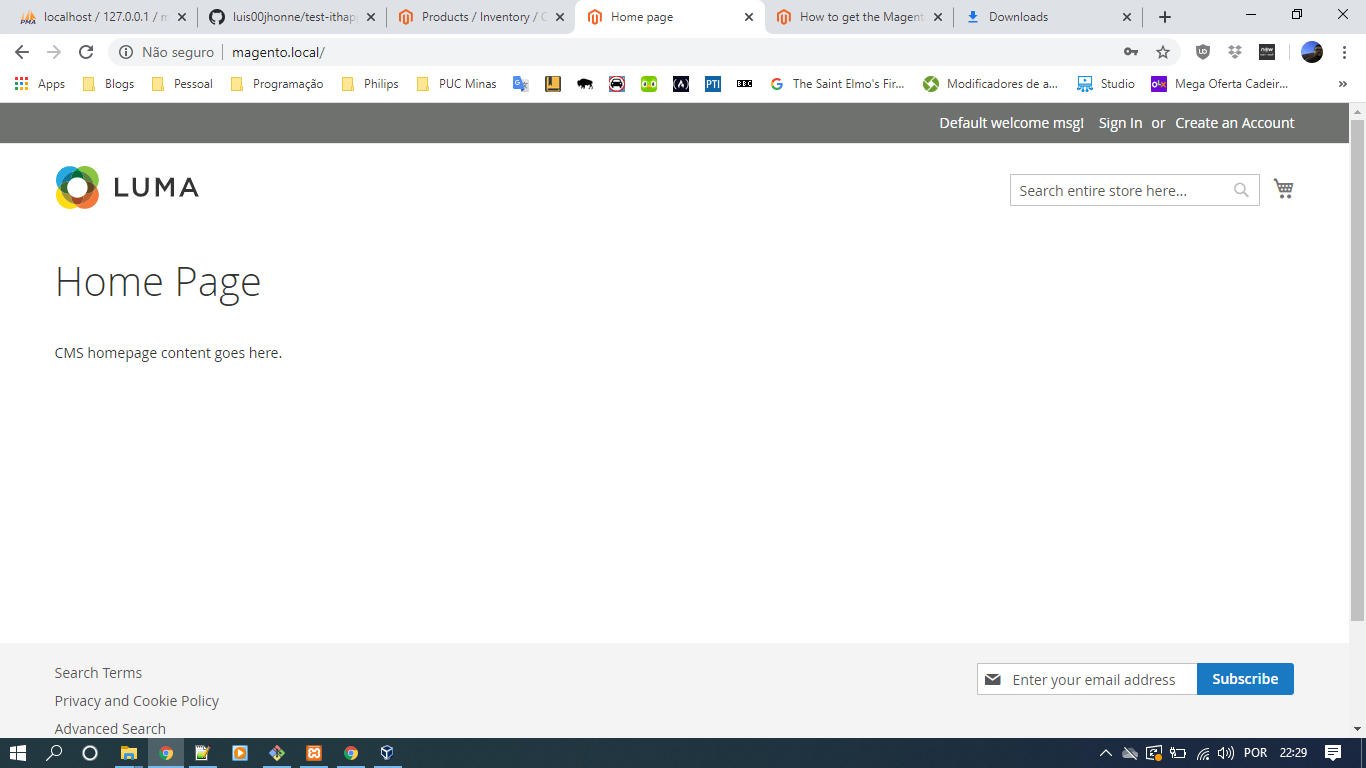 localhost / 127.0.0.1 / m
luis00jhonne/test-ithapp
Products / Inventory / C
Home page
How to get the Magent
Downloads
Não seguro
magento.local/
Apps
Blogs
Pessoal
Programação
Philips
PUC Minas
PTI
BBC
The Saint Elmo's Fir...
Modificadores de a...
Studio
olx
Mega Oferta Cadeir...
»
Default welcome msg!
Sign In or Create an Account
LUMA
Search entire store here...
Home Page
CMS homepage content goes here.
Search Terms
Privacy and Cookie Policy
Advanced Search
Enter your email address
Subscribe
POR
22:29